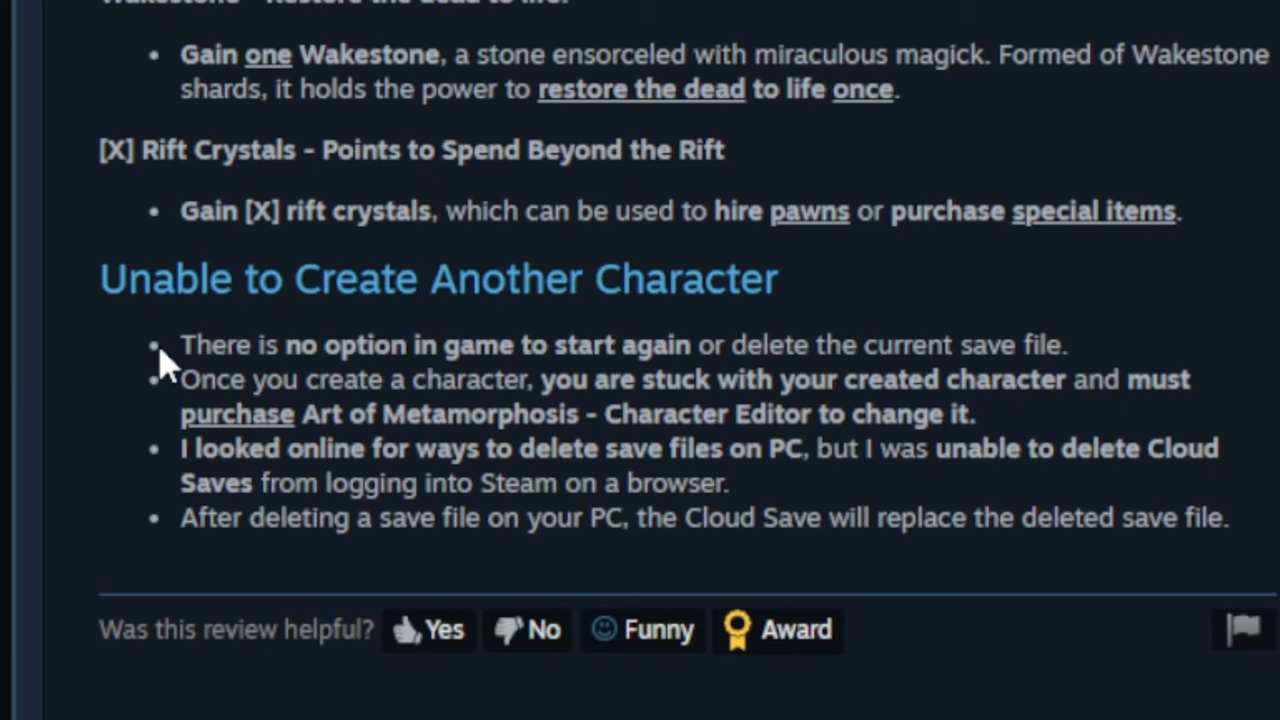 Wakestone - Restore the dead to life!
• Gain one Wakestone, a stone ensorceled with miraculous magick. Formed of Wakestone
shards, it holds the power to restore the dead to life once.
[X] Rift Crystals - Points to Spend Beyond the Rift
• Gain [X] rift crystals, which can be used to hire pawns or purchase special items.
Unable to Create Another Character
• There is no option in game to start again or delete the current save file.
• Once you create a character, you are stuck with your created character and must
purchase Art of Metamorphosis - Character Editor to change it.
• I looked online for ways to delete save files on PC, but I was unable to delete Cloud
Saves from logging into Steam on a browser.
• After deleting a save file on your PC, the Cloud Save will replace the deleted save file.
Was this review helpful? Yes No Funny Award